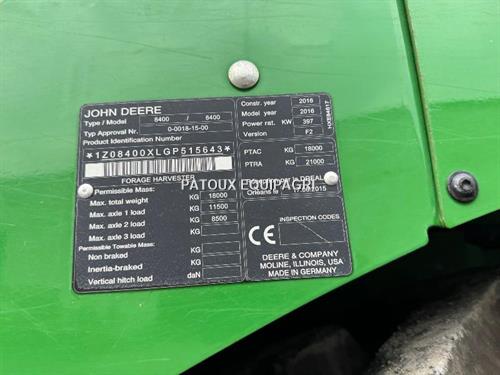 JOHN DEERE
Type / Model 8400 / 8400
Typ Approval Nr. 0-0018-15-00
Product Identification Number
*1Z08400XLGP515643*
FORAGE HARVESTER
Permissible Mass:
Max. total weight KG 18000
Max. axle 1 load KG 11500
Max. axle 2 load KG 8500
Max. axle 3 load KG
Permissible Towable Mass:
Non braked KG
Inertia-braked KG
Vertical hitch load daN
Constr. year 2016
Model year 2016
Power rat. KW 397
Version F2
NXE94617
PTAC KG 18000
PTRA KG 21000
DREAL
Orléans 2015
INSPECTION CODES
CE
DEERE & COMPANY
MOLINE, ILLINOIS, USA
MADE IN GERMANY
PATOUX EQUIPAGRI